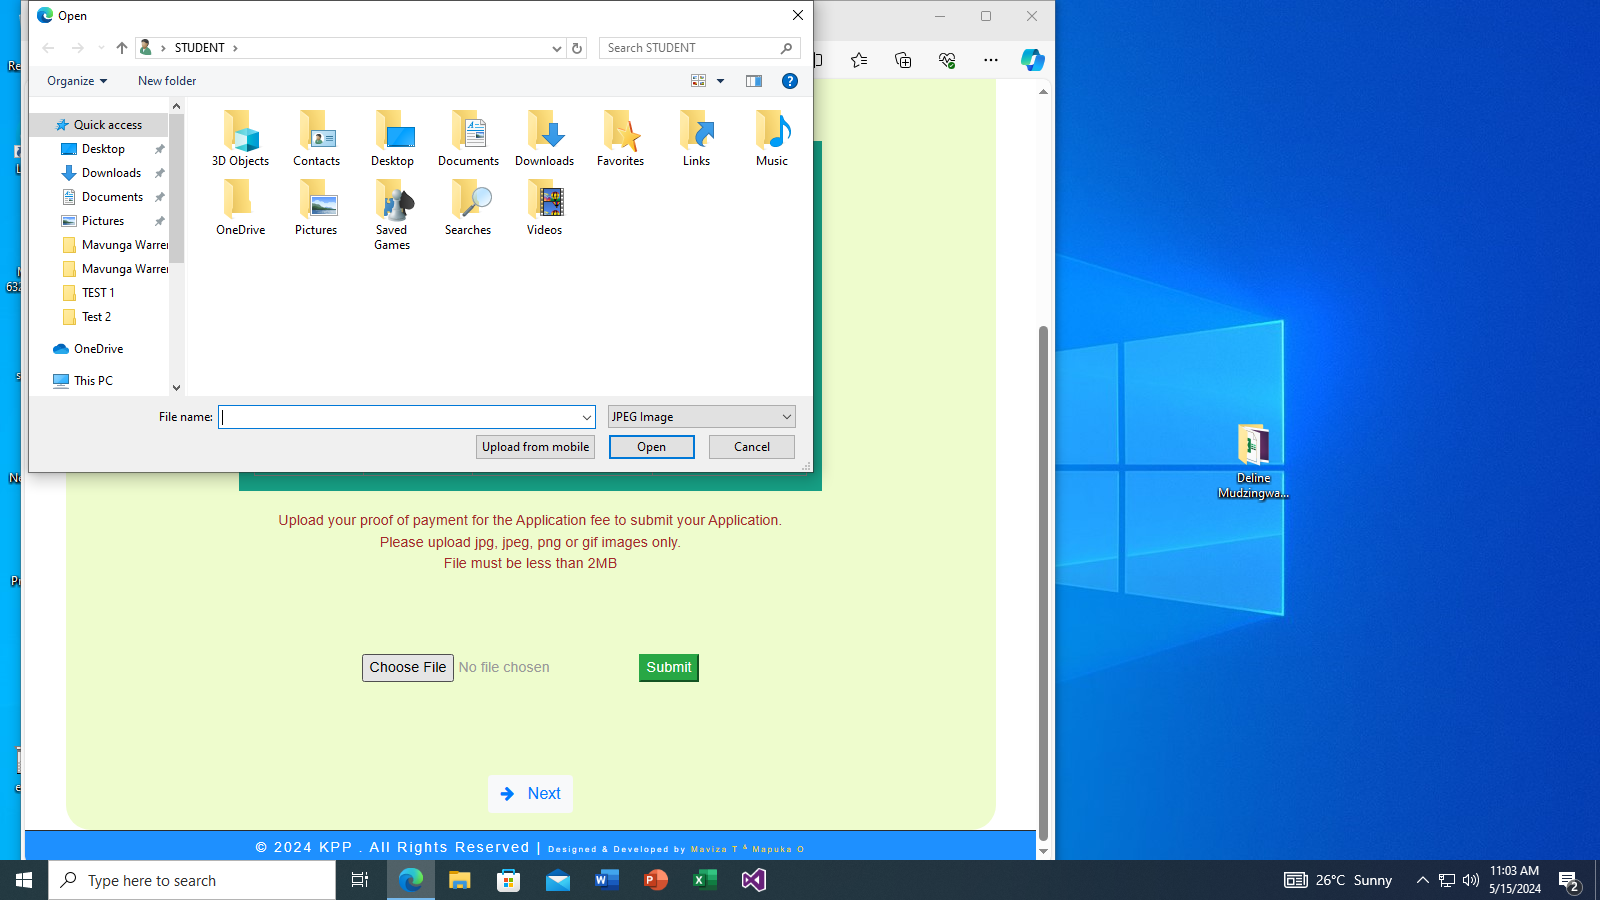 Open
STUDENT
Search STUDENT
Organize
New folder
Quick access
Desktop
Downloads
Documents
Pictures
Mavunga Warre
Mavunga Warre
TEST 1
Test 2
OneDrive
This PC
3D Objects
Contacts
Desktop
Documents
Downloads
Favorites
Links
Music
OneDrive
Pictures
Saved
Games
Searches
Videos
File name:
JPEG Image
Upload from mobile
Open
Cancel
Upload your proof of payment for the Application fee to submit your Application.
Please upload jpg, jpeg, png or gif images only.
File must be less than 2MB
Choose File No file chosen
Submit
Next
© 2024 KPP . All Rights Reserved | Designed & Developed by Maviza T & Mapuka O
Deline
Mudzingwa...
Type here to search
26°C Sunny
11:03 AM
5/15/2024
2